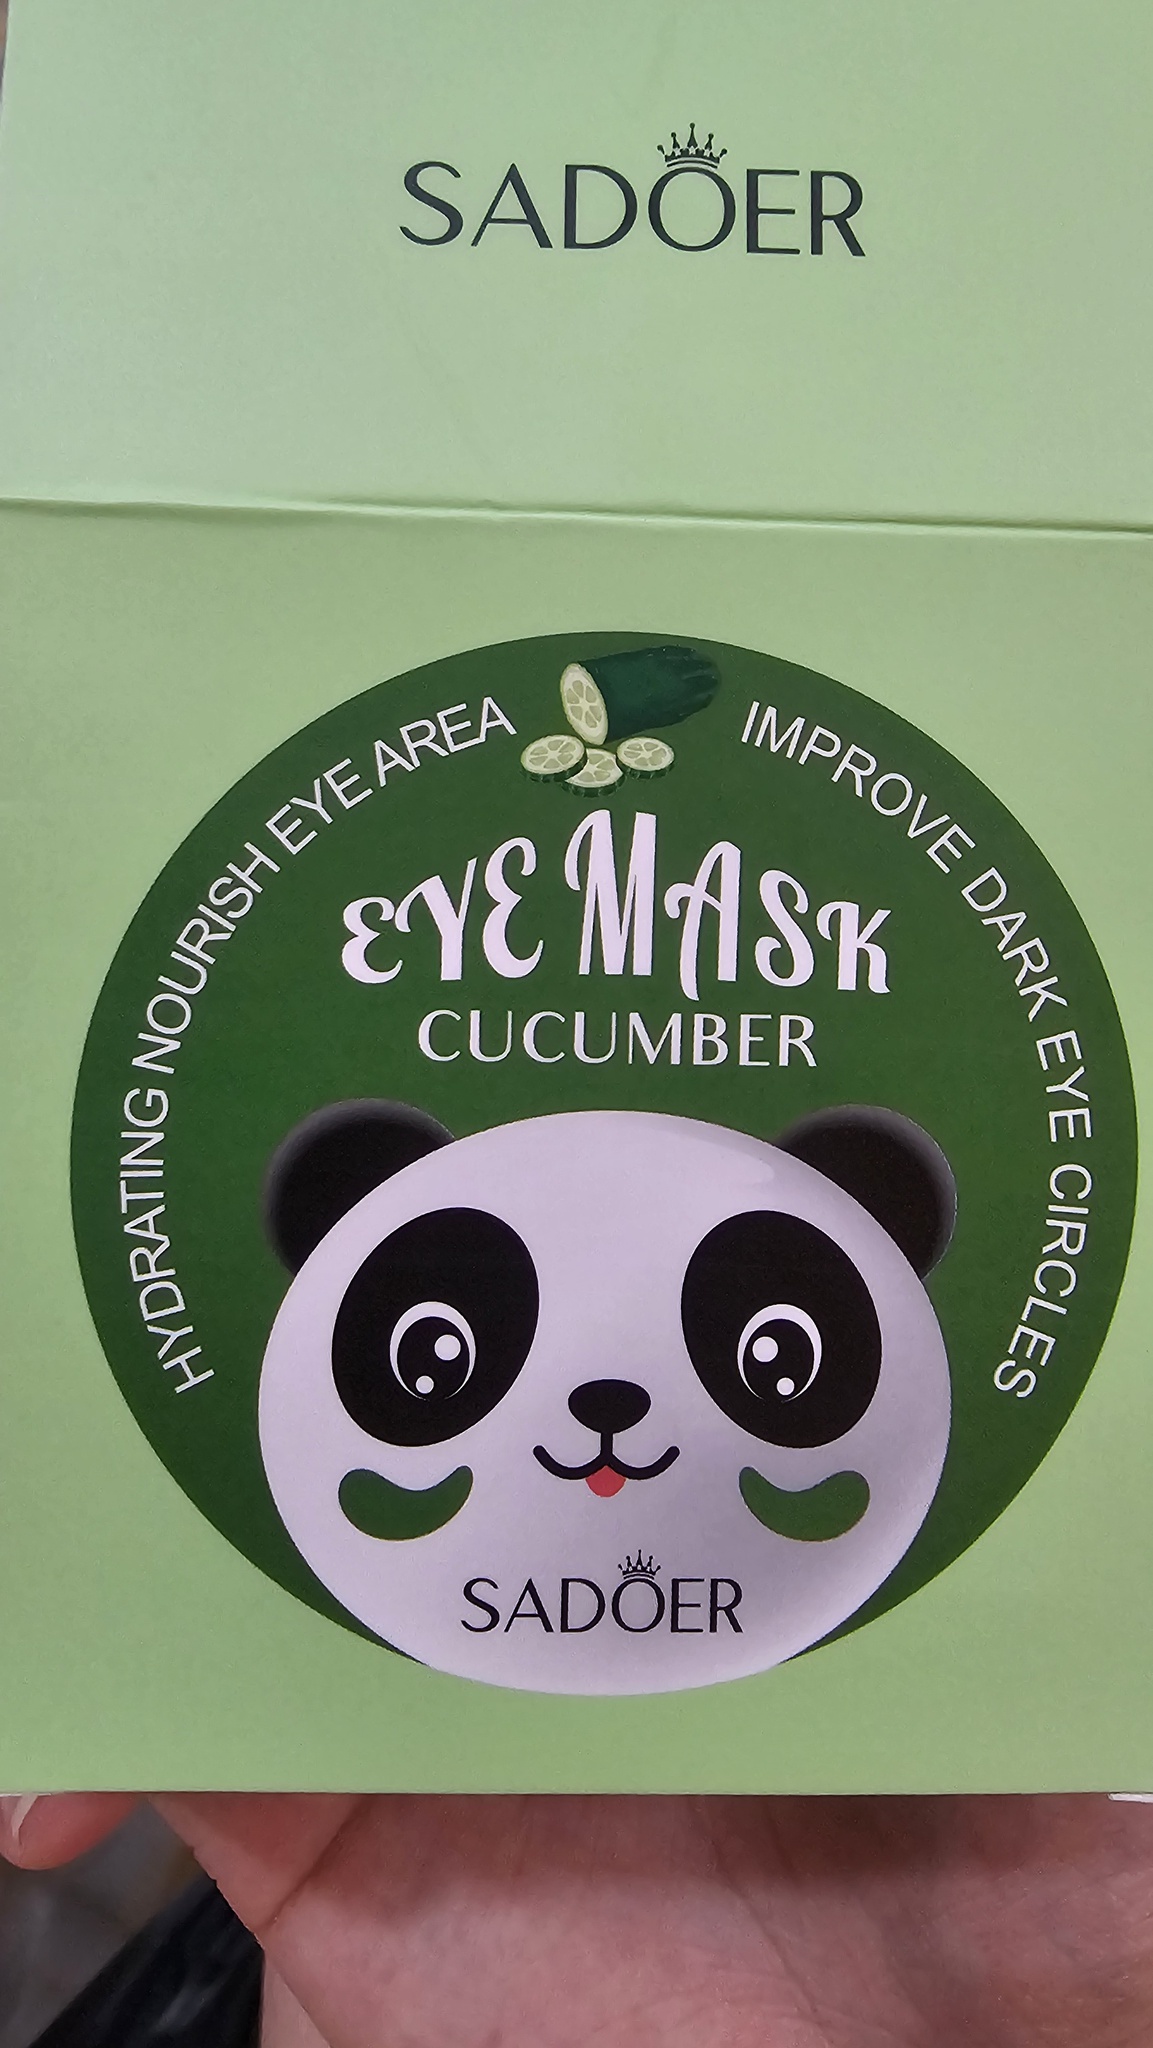 SADOER
HYDRATING NOURISH EYE AREA
IMPROVE DARK EYE CIRCLES
EYE MASK
CUCUMBER
SADOER